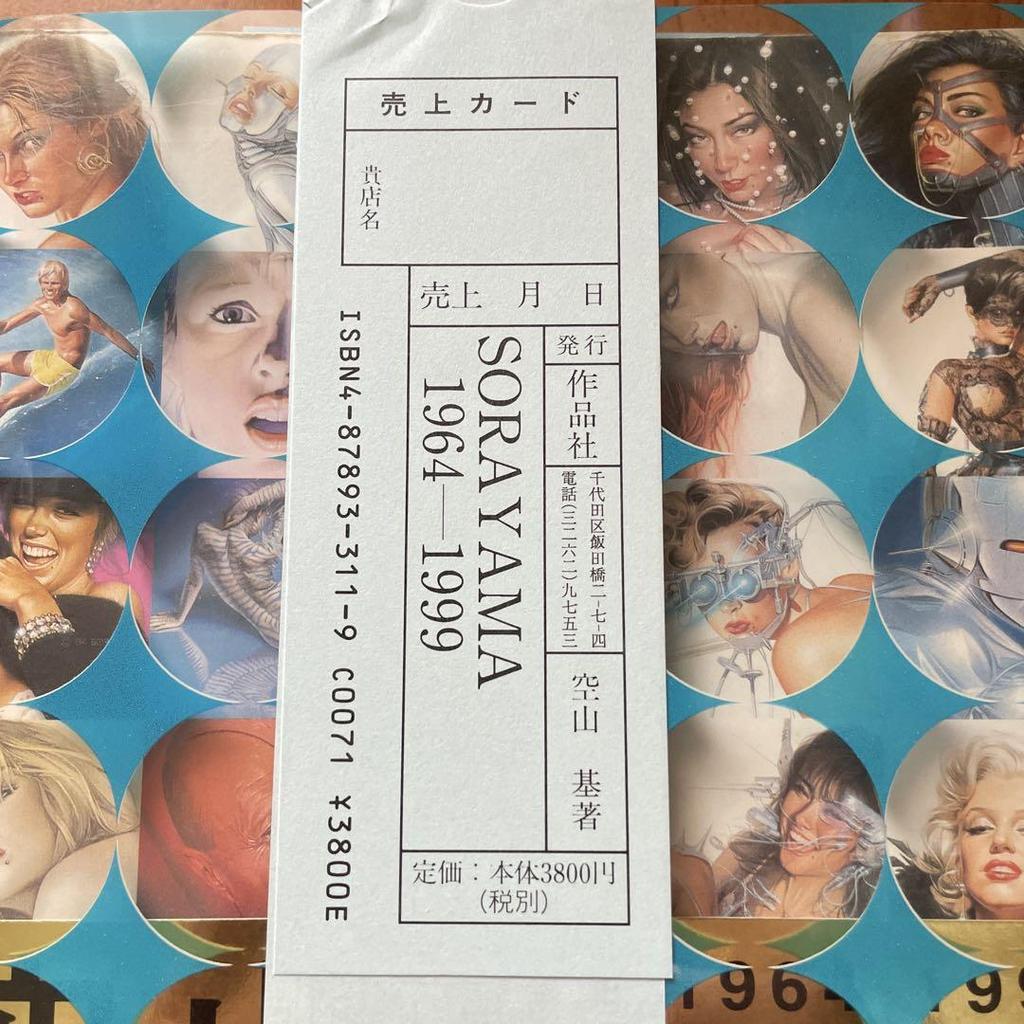 売上カード
貴店名
売上 月 日
発行
作品社
千代田区飯田橋二−七−四
電話(三二六二)九七五三
空山 基著
SORAYAMA
1964—1999
定価:本体3800円
(税別)
ISBN4-87893-311-9 C0071 ¥3800E